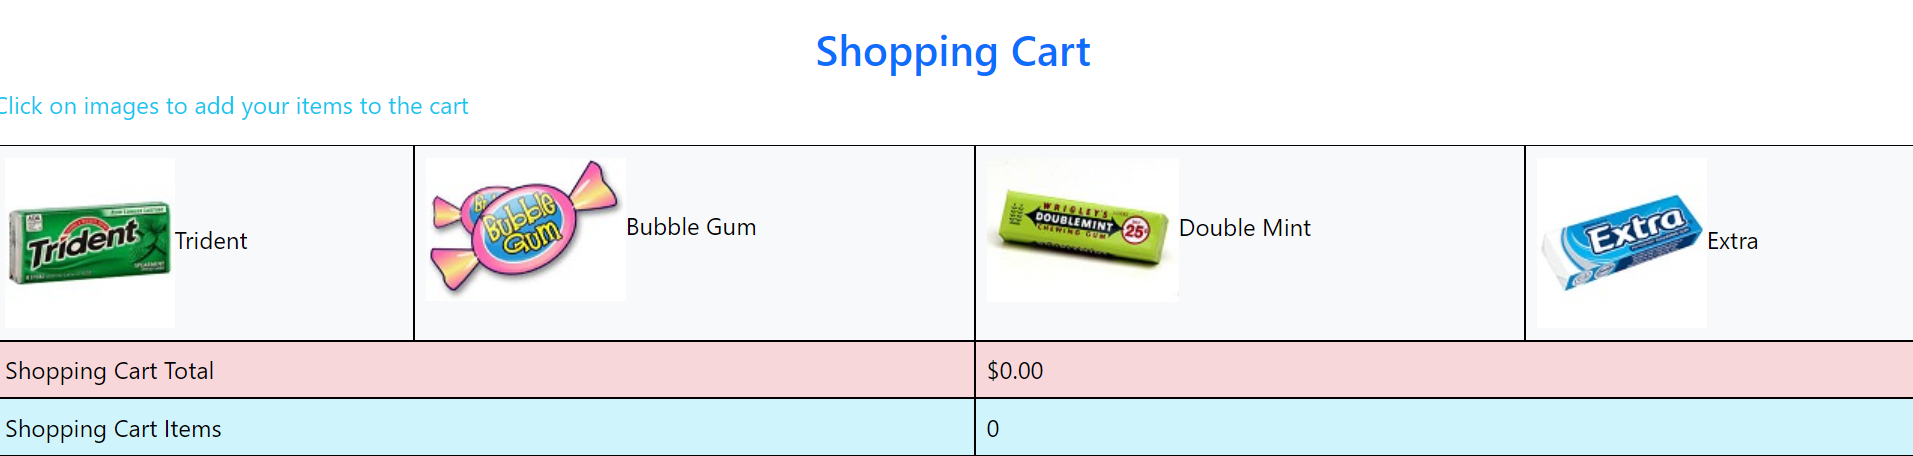 Shopping Cart
Click on images to add your items to the cart
Trident
Trident
SPEARMINT
Bubble
Gum
Bubble Gum
WRIGLEY'S
DOUBLEMINT
CHEWING GUM
25¢
Double Mint
Extra
Extra
Shopping Cart Total
$0.00
Shopping Cart Items
0